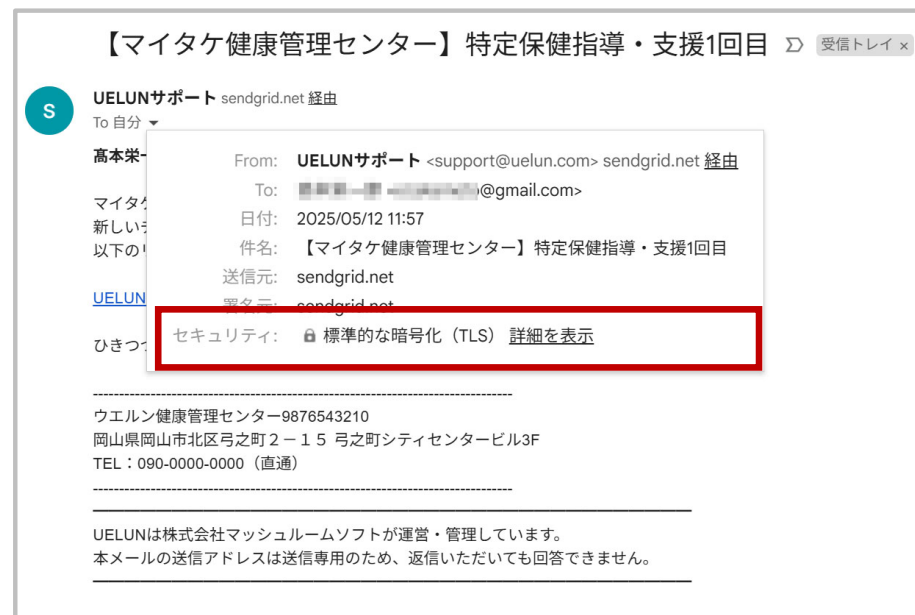 【マイタケ健康管理センター】特定保健指導・支援1回目 受信トレイ ×
S
UELUNサポート sendgrid.net 経由
To 自分
髙本栄一
From: UELUNサポート <support@uelun.com> sendgrid.net 経由
To: @gmail.com>
マイタケ
日付: 2025/05/12 11:57
新しい
件名: 【マイタケ健康管理センター】特定保健指導・支援1回目
以下の
送信元: sendgrid.net
UELUN
署名元: sendgrid.net
セキュリティ: 標準的な暗号化（TLS） 詳細を表示
ひきつ
--------------------------------------------------------------------------------
ウエルン健康管理センター9876543210
岡山県岡山市北区弓之町２－１５ 弓之町シティセンタービル3F
TEL：090-0000-0000（直通）
--------------------------------------------------------------------------------
UELUNは株式会社マッシュルームソフトが運営・管理しています。
本メールの送信アドレスは送信専用のため、返信いただいても回答できません。